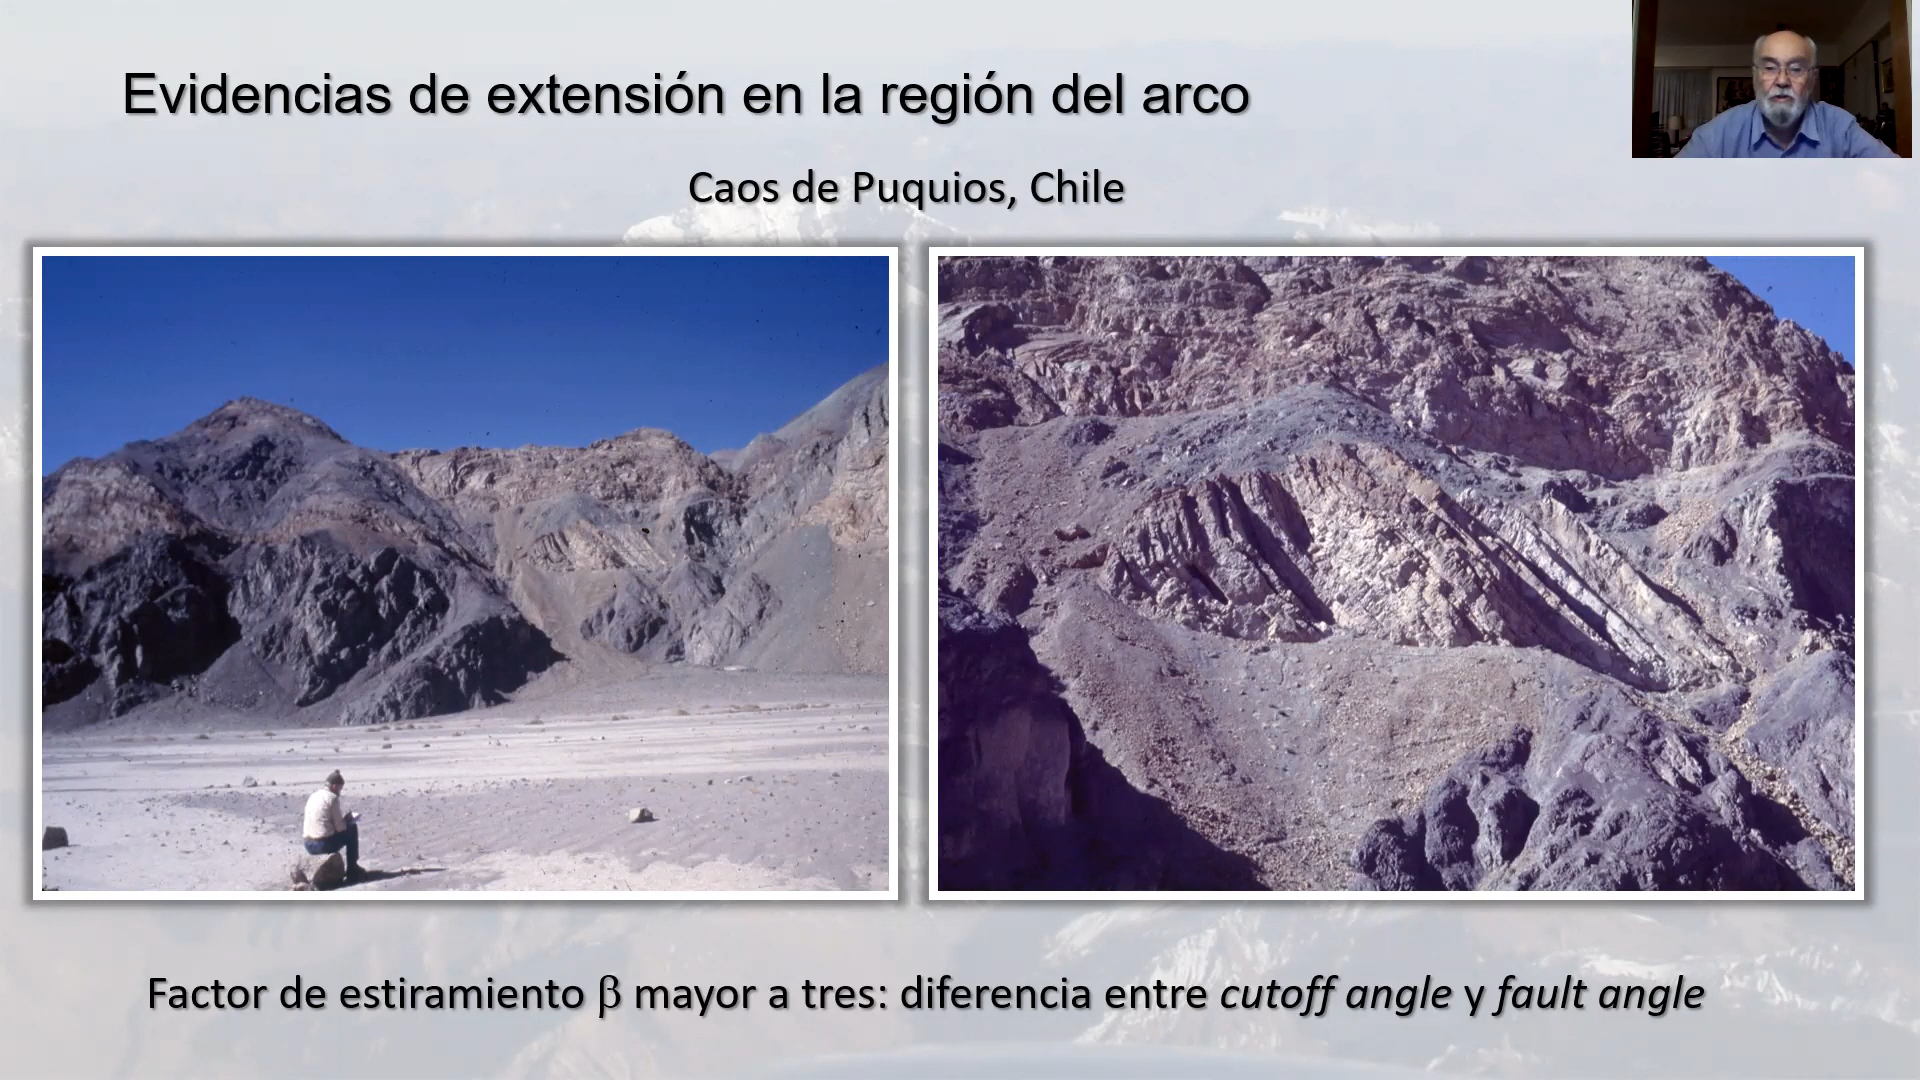 Evidencias de extensión en la región del arco
Caos de Puquios, Chile
Factor de estiramiento β mayor a tres: diferencia entre cutoff angle y fault angle